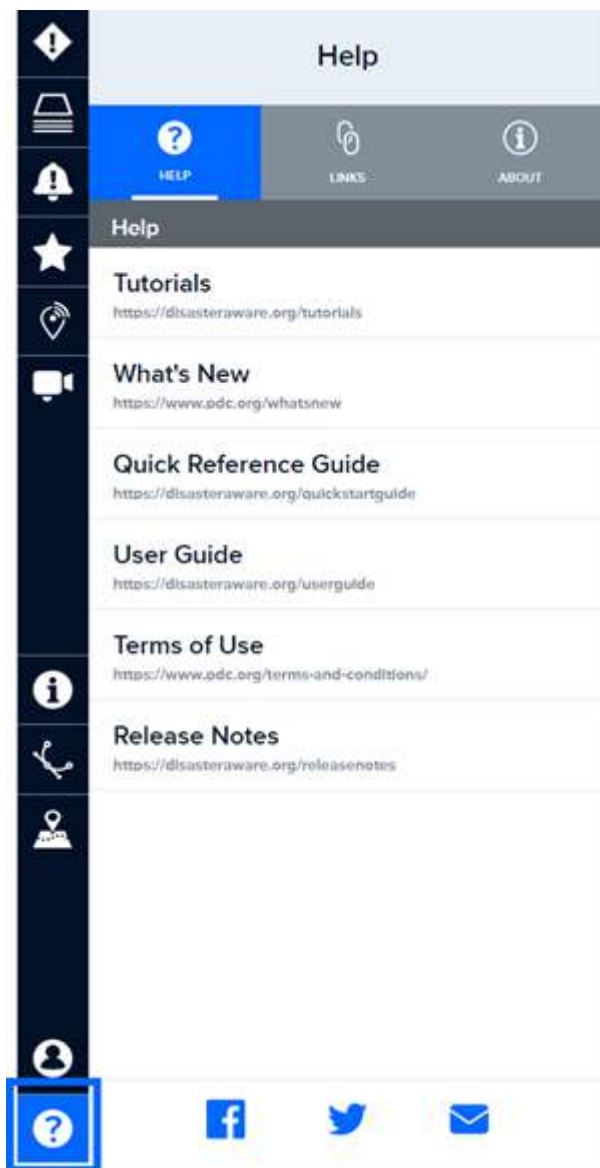 Help
HELP
LINKS
ABOUT
Help
Tutorials
https://disasteraware.org/tutorials
What's New
https://www.pdc.org/whatsnew
Quick Reference Guide
https://disasteraware.org/quickstartguide
User Guide
https://disasteraware.org/userguide
Terms of Use
https://www.pdc.org/terms-and-conditions/
Release Notes
https://disasteraware.org/releasenotes